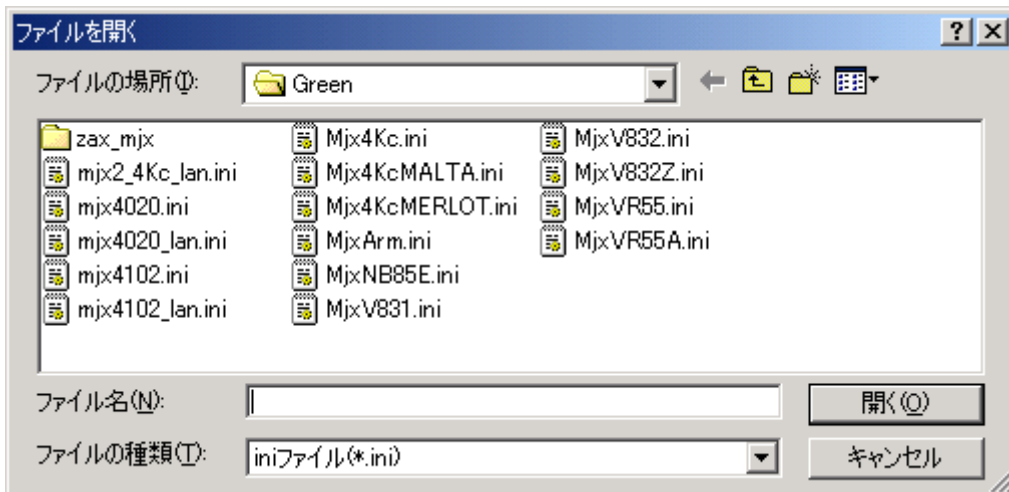 ファイルを開く
ファイルの場所(I): Green
zax_mjx Mjx4Kc.ini MjxV832.ini
mjx2_4Kc_lan.ini Mjx4KcMALTA.ini MjxV832Z.ini
mjx4020.ini Mjx4KcMERLOT.ini MjxVR55.ini
mjx4020_lan.ini MjxArm.ini MjxVR55A.ini
mjx4102.ini MjxNB85E.ini
mjx4102_lan.ini MjxV831.ini
ファイル名(N): 開く(O)
ファイルの種類(T): iniファイル(*.ini) キャンセル